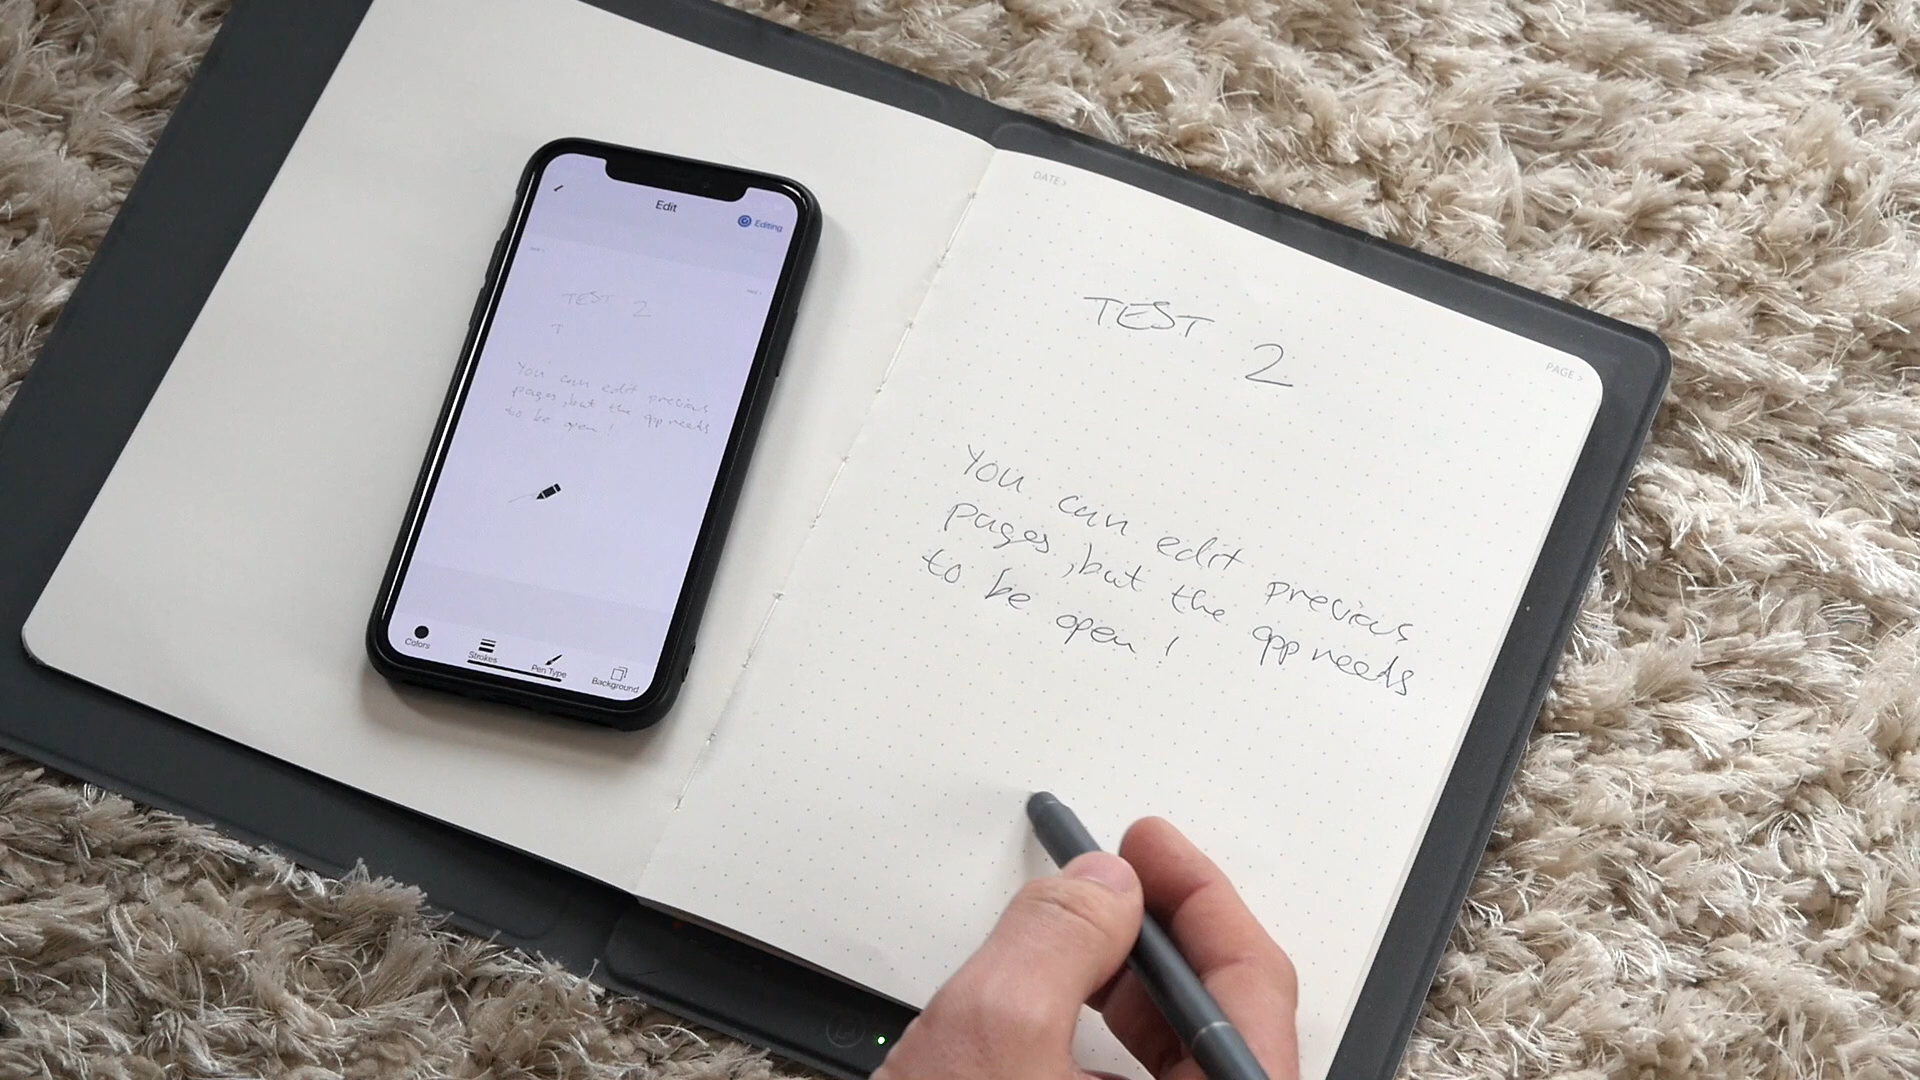 Edit
Editing
TEST 2
T
You can edit previous
pages, but the app needs
to be open!
Colors
Strokes
Pen Type
Background
DATE>
PAGE >
TEST
2
You can edit previous
pages, but the app needs
to be open!